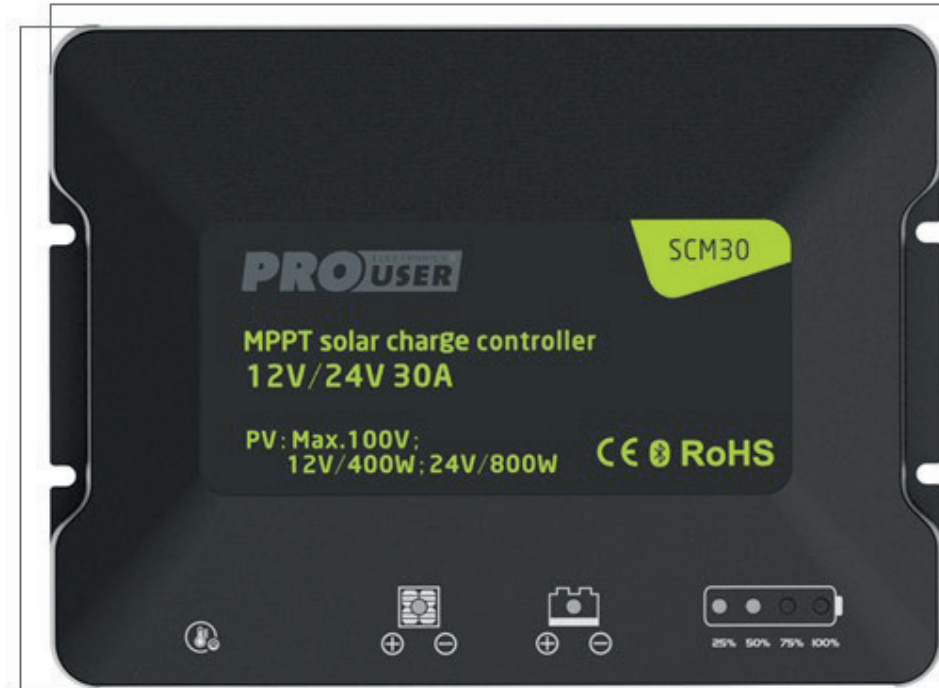 SCM30
PRO USER
ELECTRONICS
MPPT solar charge controller
12V/24V 30A
PV: Max.100V;
12V/400W; 24V/800W
CE RoHS
25% 50% 75% 100%